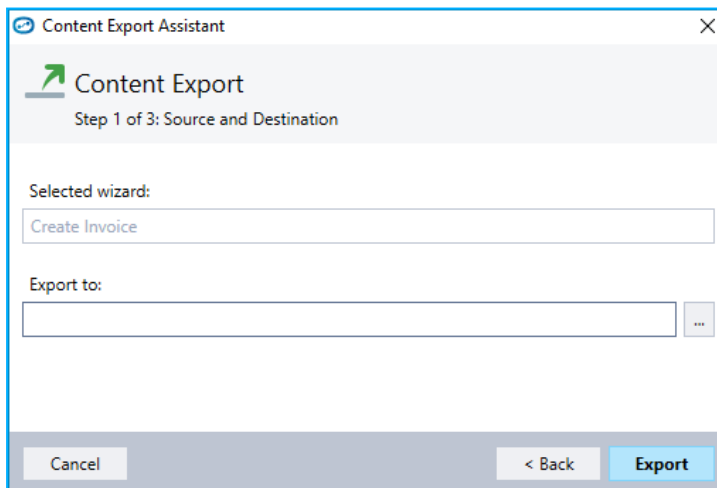 Content Export Assistant
Content Export
Step 1 of 3: Source and Destination
Selected wizard:
Create Invoice
Export to:
...
Cancel
< Back
Export